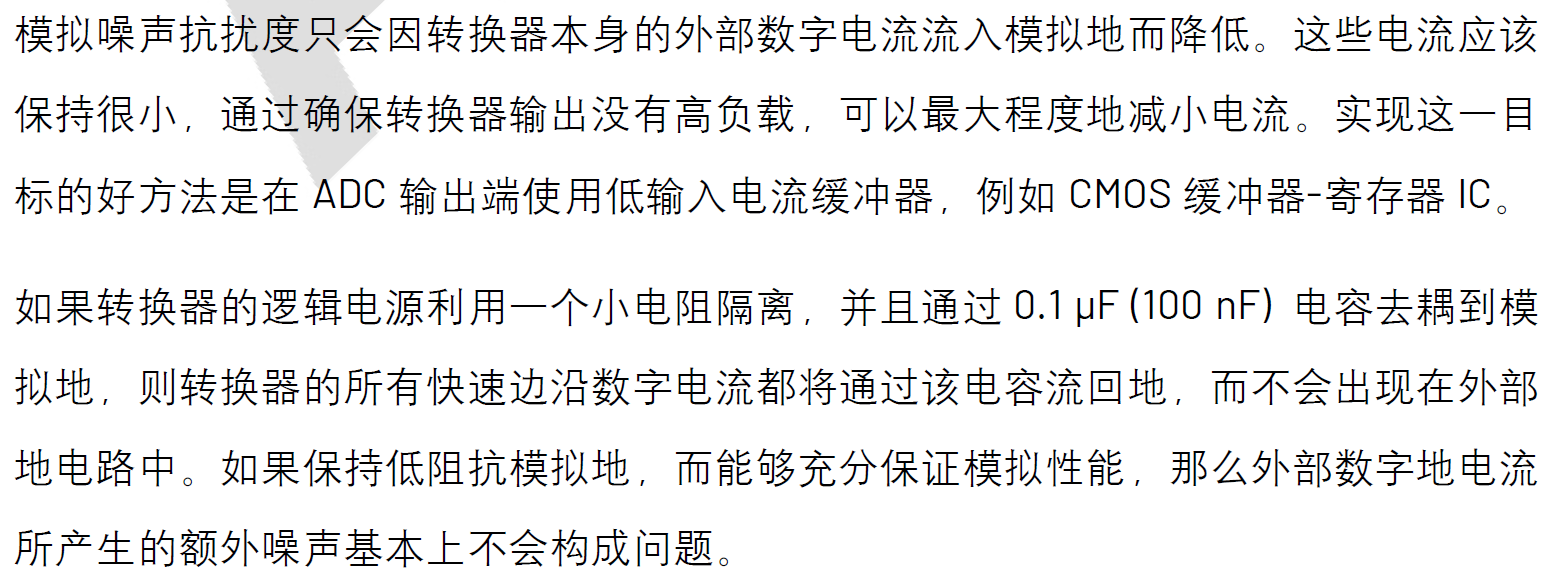 模拟噪声抗扰度只会因转换器本身的外部数字电流流入模拟地而降低。这些电流应该
保持很小，通过确保转换器输出没有高负载，可以最大程度地减小电流。实现这一目
标的好方法是在 ADC 输出端使用低输入电流缓冲器，例如 CMOS 缓冲器-寄存器 IC。
如果转换器的逻辑电源利用一个小电阻隔离，并且通过 0.1 μF (100 nF) 电容去耦到模
拟地，则转换器的所有快速边沿数字电流都将通过该电容流回地，而不会出现在外部
地电路中。如果保持低阻抗模拟地，而能够充分保证模拟性能，那么外部数字地电流
所产生的额外噪声基本上不会构成问题。